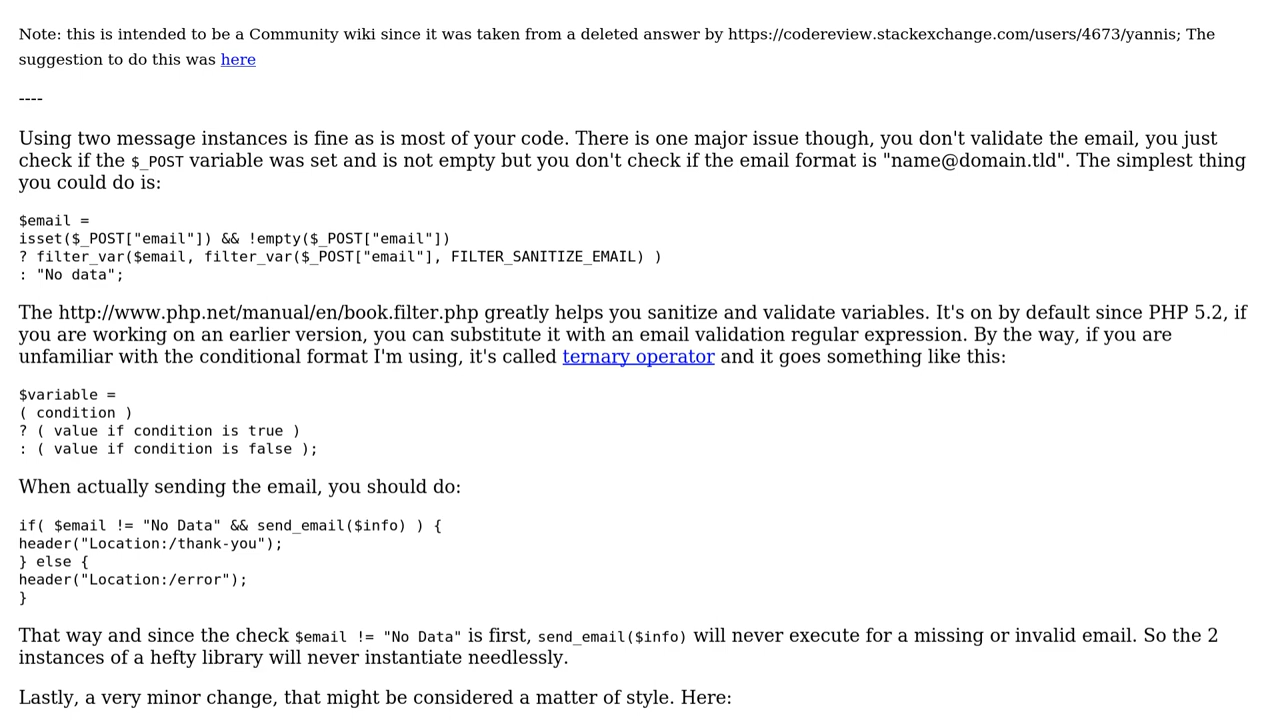 Note: this is intended to be a Community wiki since it was taken from a deleted answer by https://codereview.stackexchange.com/users/4673/yannis; The
suggestion to do this was here
----
Using two message instances is fine as is most of your code. There is one major issue though, you don't validate the email, you just
check if the $_POST variable was set and is not empty but you don't check if the email format is "name@domain.tld". The simplest thing
you could do is:
$email =
isset($_POST["email"]) && !empty($_POST["email"])
? filter_var($email, filter_var($_POST["email"], FILTER_SANITIZE_EMAIL) )
: "No data";
The http://www.php.net/manual/en/book.filter.php greatly helps you sanitize and validate variables. It's on by default since PHP 5.2, if
you are working on an earlier version, you can substitute it with an email validation regular expression. By the way, if you are
unfamiliar with the conditional format I'm using, it's called ternary operator and it goes something like this:
$variable =
( condition )
? ( value if condition is true )
: ( value if condition is false );
When actually sending the email, you should do:
if( $email != "No Data" && send_email($info) ) {
header("Location:/thank-you");
} else {
header("Location:/error");
}
That way and since the check $email != "No Data" is first, send_email($info) will never execute for a missing or invalid email. So the 2
instances of a hefty library will never instantiate needlessly.
Lastly, a very minor change, that might be considered a matter of style. Here: